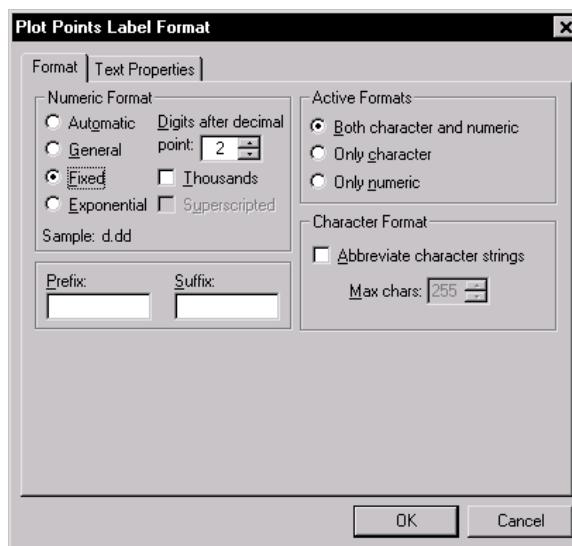 Plot Points Label Format
Format
Text Properties
Numeric Format
Automatic
General
Fixed
Exponential
Digits after decimal
point: 2
Thousands
Superscripted
Sample: d.dd
Prefix:
Suffix:
Active Formats
Both character and numeric
Only character
Only numeric
Character Format
Abbreviate character strings
Max chars: 255
OK
Cancel